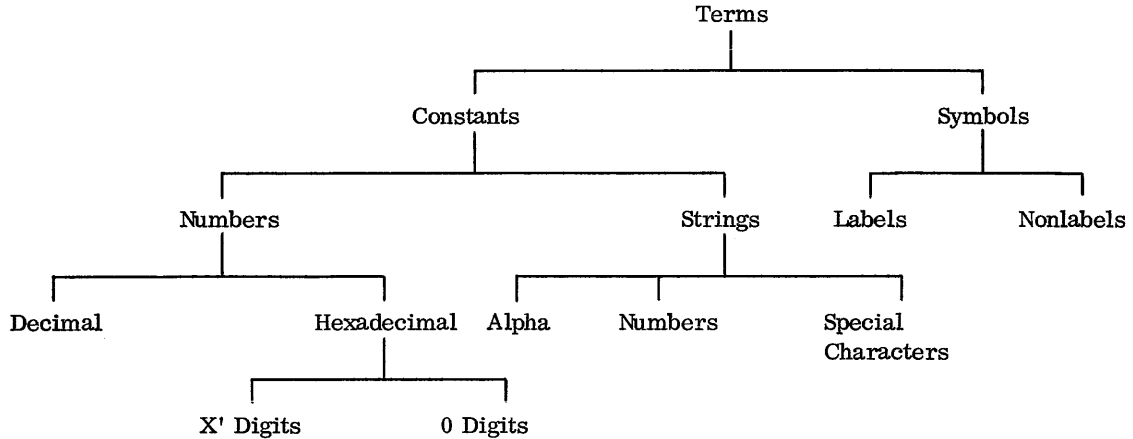 Terms
Constants
Symbols
Numbers
Strings
Labels
Nonlabels
Decimal
Hexadecimal
Alpha
Numbers
Special
Characters
X' Digits
0 Digits